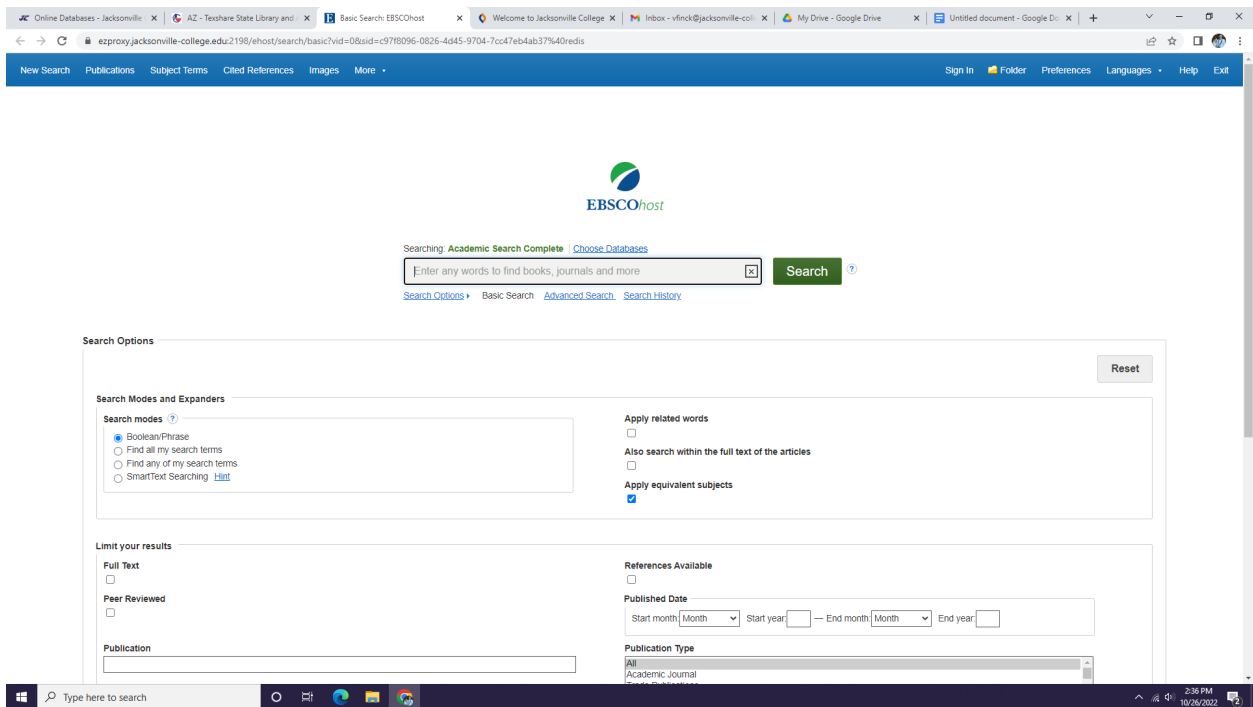 Online Databases - Jacksonville
AZ - Texshare State Library and
Basic Search: EBSCOhost
Welcome to Jacksonville College
Inbox - vfinck@jacksonville-coll
My Drive - Google Drive
Untitled document - Google Do
ezproxy.jacksonville-college.edu:2198/ehost/search/basic?vid=0&sid=c97f8096-0826-4d45-9704-7cc47eb4ab37%40redis
New Search Publications Subject Terms Cited References Images More Sign In Folder Preferences Languages Help Exit
EBSCOhost
Searching: Academic Search Complete Choose Databases
Enter any words to find books, journals and more Search ?
Search Options Basic Search Advanced Search Search History
Search Options
Reset
Search Modes and Expanders
Search modes ?
Boolean/Phrase
Find all my search terms
Find any of my search terms
SmartText Searching Hint
Apply related words
Also search within the full text of the articles
Apply equivalent subjects
Limit your results
Full Text
References Available
Peer Reviewed
Published Date
Start month: Month Start year: — End month: Month End year:
Publication
Publication Type
All
Academic Journal
Type here to search
2:36 PM
10/26/2022